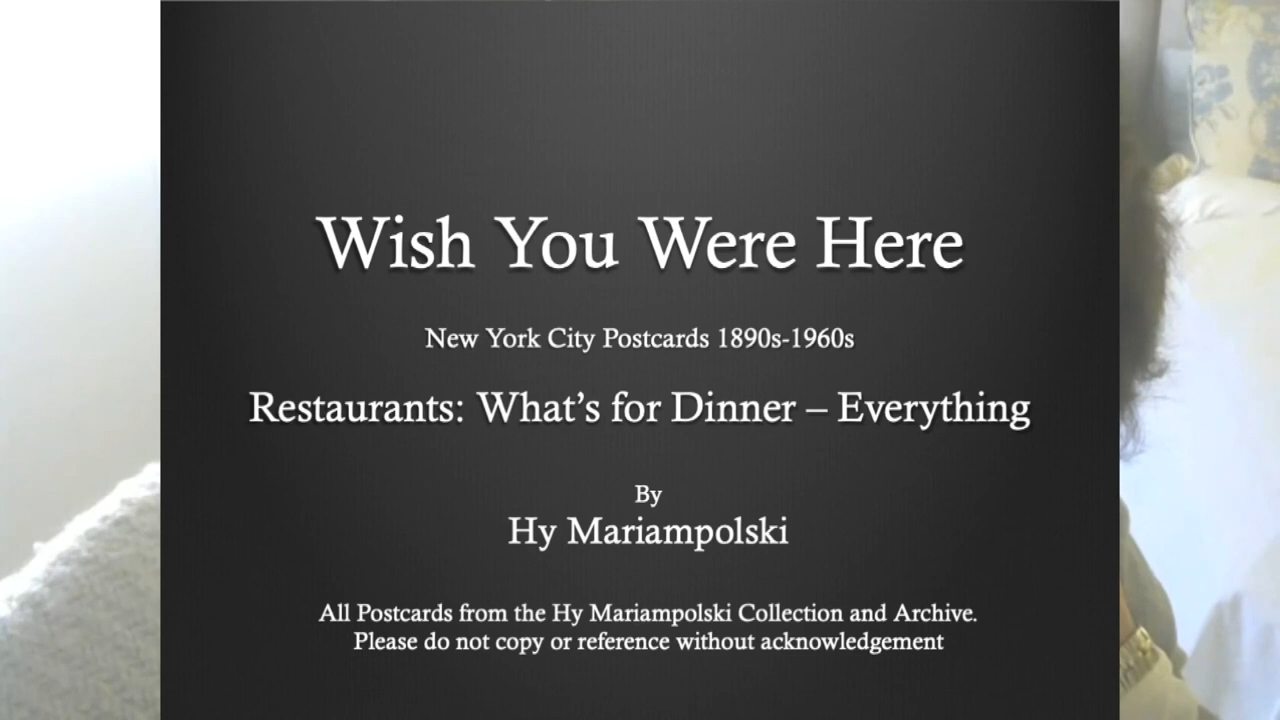 Wish You Were Here
New York City Postcards 1890s-1960s
Restaurants: What’s for Dinner – Everything
By
Hy Mariampolski
All Postcards from the Hy Mariampolski Collection and Archive.
Please do not copy or reference without acknowledgement